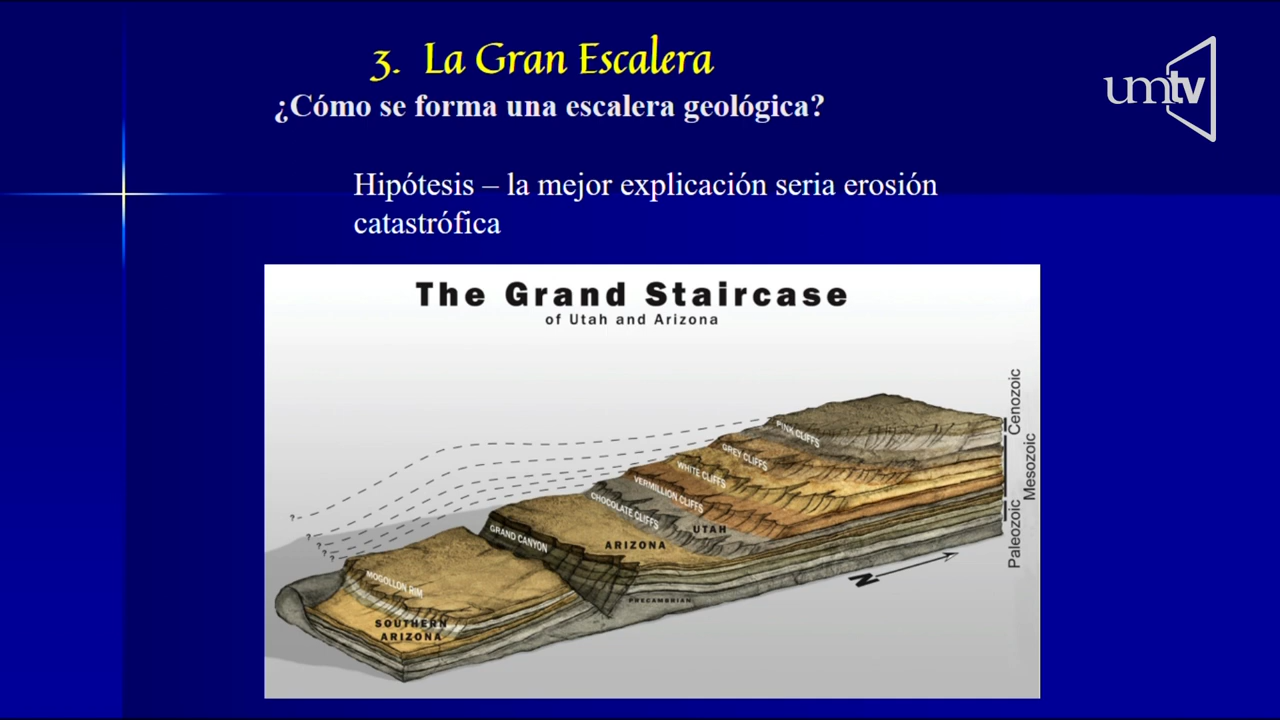 3. La Gran Escalera
umtv
¿Cómo se forma una escalera geológica?
Hipótesis – la mejor explicación seria erosión
catastrófica
The Grand Staircase
of Utah and Arizona
Cenozoic
Mesozoic
Paleozoic
PINK CLIFFS
GREY CLIFFS
WHITE CLIFFS
VERMILLION CLIFFS
CHOCOLATE CLIFFS
UTAH
GRAND CANYON
ARIZONA
?
?
?
?
?
MOGOLLON RIM
N
PRECAMBRIAN
SOUTHERN
ARIZONA